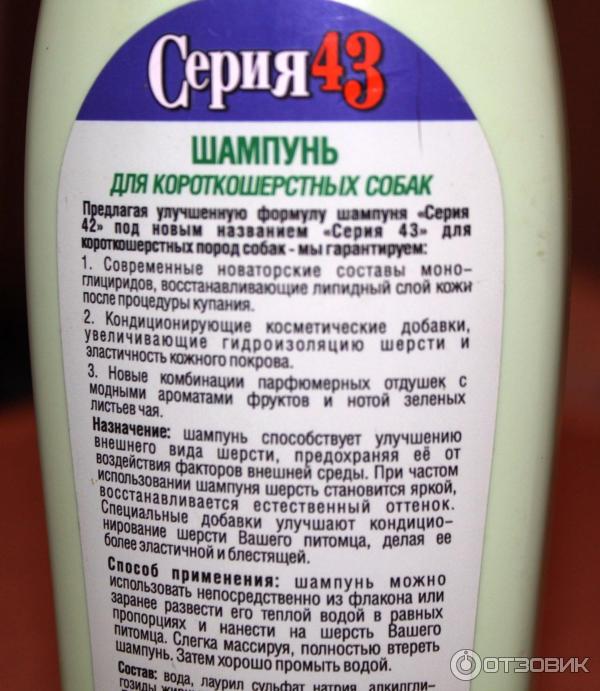 Серия 43
ШАМПУНЬ
ДЛЯ КОРОТКОШЕРСТНЫХ СОБАК
Предлагая улучшенную формулу шампуня «Серия
42» под новым названием «Серия 43» для
короткошерстных пород собак - мы гарантируем:
1. Современные новаторские составы моно-
глициридов, восстанавливающие липидный слой кожи
после процедуры купания.
2. Кондиционирующие косметические добавки,
увеличивающие гидроизоляцию шерсти и
эластичность кожного покрова.
3. Новые комбинации парфюмерных отдушек с
модными ароматами фруктов и нотой зеленых
листьев чая.
Назначение: шампунь способствует улучшению
внешнего вида шерсти, предохраняя её от
воздействия факторов внешней среды. При частом
использовании шампуня шерсть становится яркой,
восстанавливается естественный оттенок.
Специальные добавки улучшают кондицио-
нирование шерсти Вашего питомца, делая ее
более эластичной и блестящей.
Способ применения: шампунь можно
использовать непосредственно из флакона или
заранее развести его теплой водой в равных
пропорциях и нанести на шерсть Вашего
питомца. Слегка массируя, полностью втереть
шампунь. Затем хорошо промыть водой.
Состав: вода, лаурил сульфат натрия, алкилгли-
козиды
ОТЗОВИК